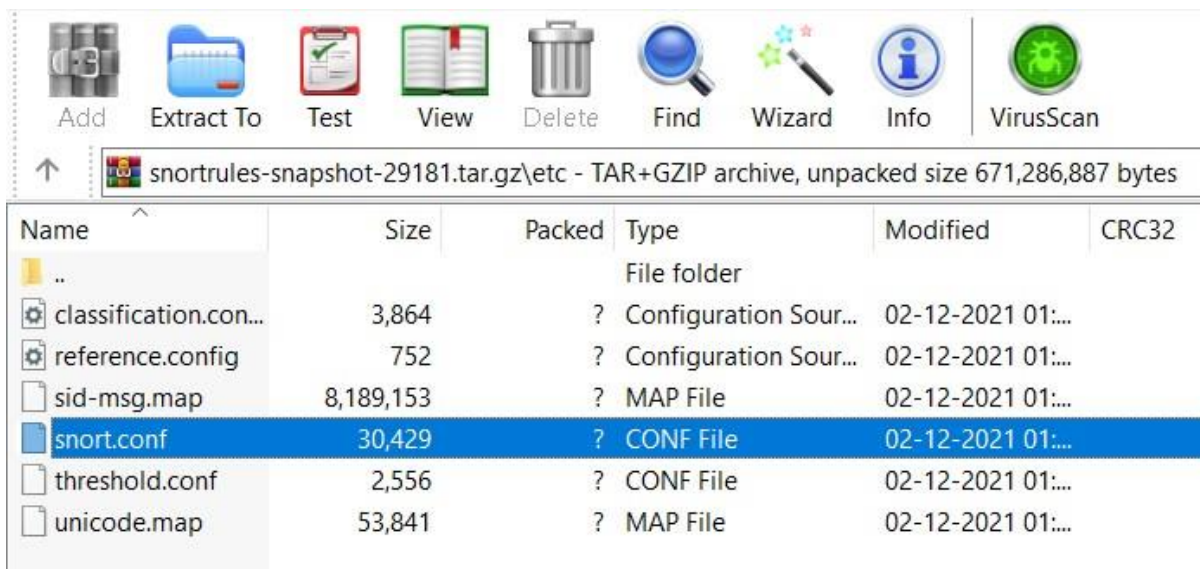 Add Extract To Test View Delete Find Wizard Info VirusScan
snortrules-snapshot-29181.tar.gz\etc - TAR+GZIP archive, unpacked size 671,286,887 bytes
Name Size Packed Type Modified CRC32
.. File folder
classification.con... 3,864 ? Configuration Sour... 02-12-2021 01:...
reference.config 752 ? Configuration Sour... 02-12-2021 01:...
sid-msg.map 8,189,153 ? MAP File 02-12-2021 01:...
snort.conf 30,429 ? CONF File 02-12-2021 01:...
threshold.conf 2,556 ? CONF File 02-12-2021 01:...
unicode.map 53,841 ? MAP File 02-12-2021 01:...